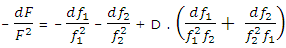 - dF/F² = - df₁/f₁² - df₂/f₂² + D . (df₁/f₁²f₂ + df₂/f₂²f₁)